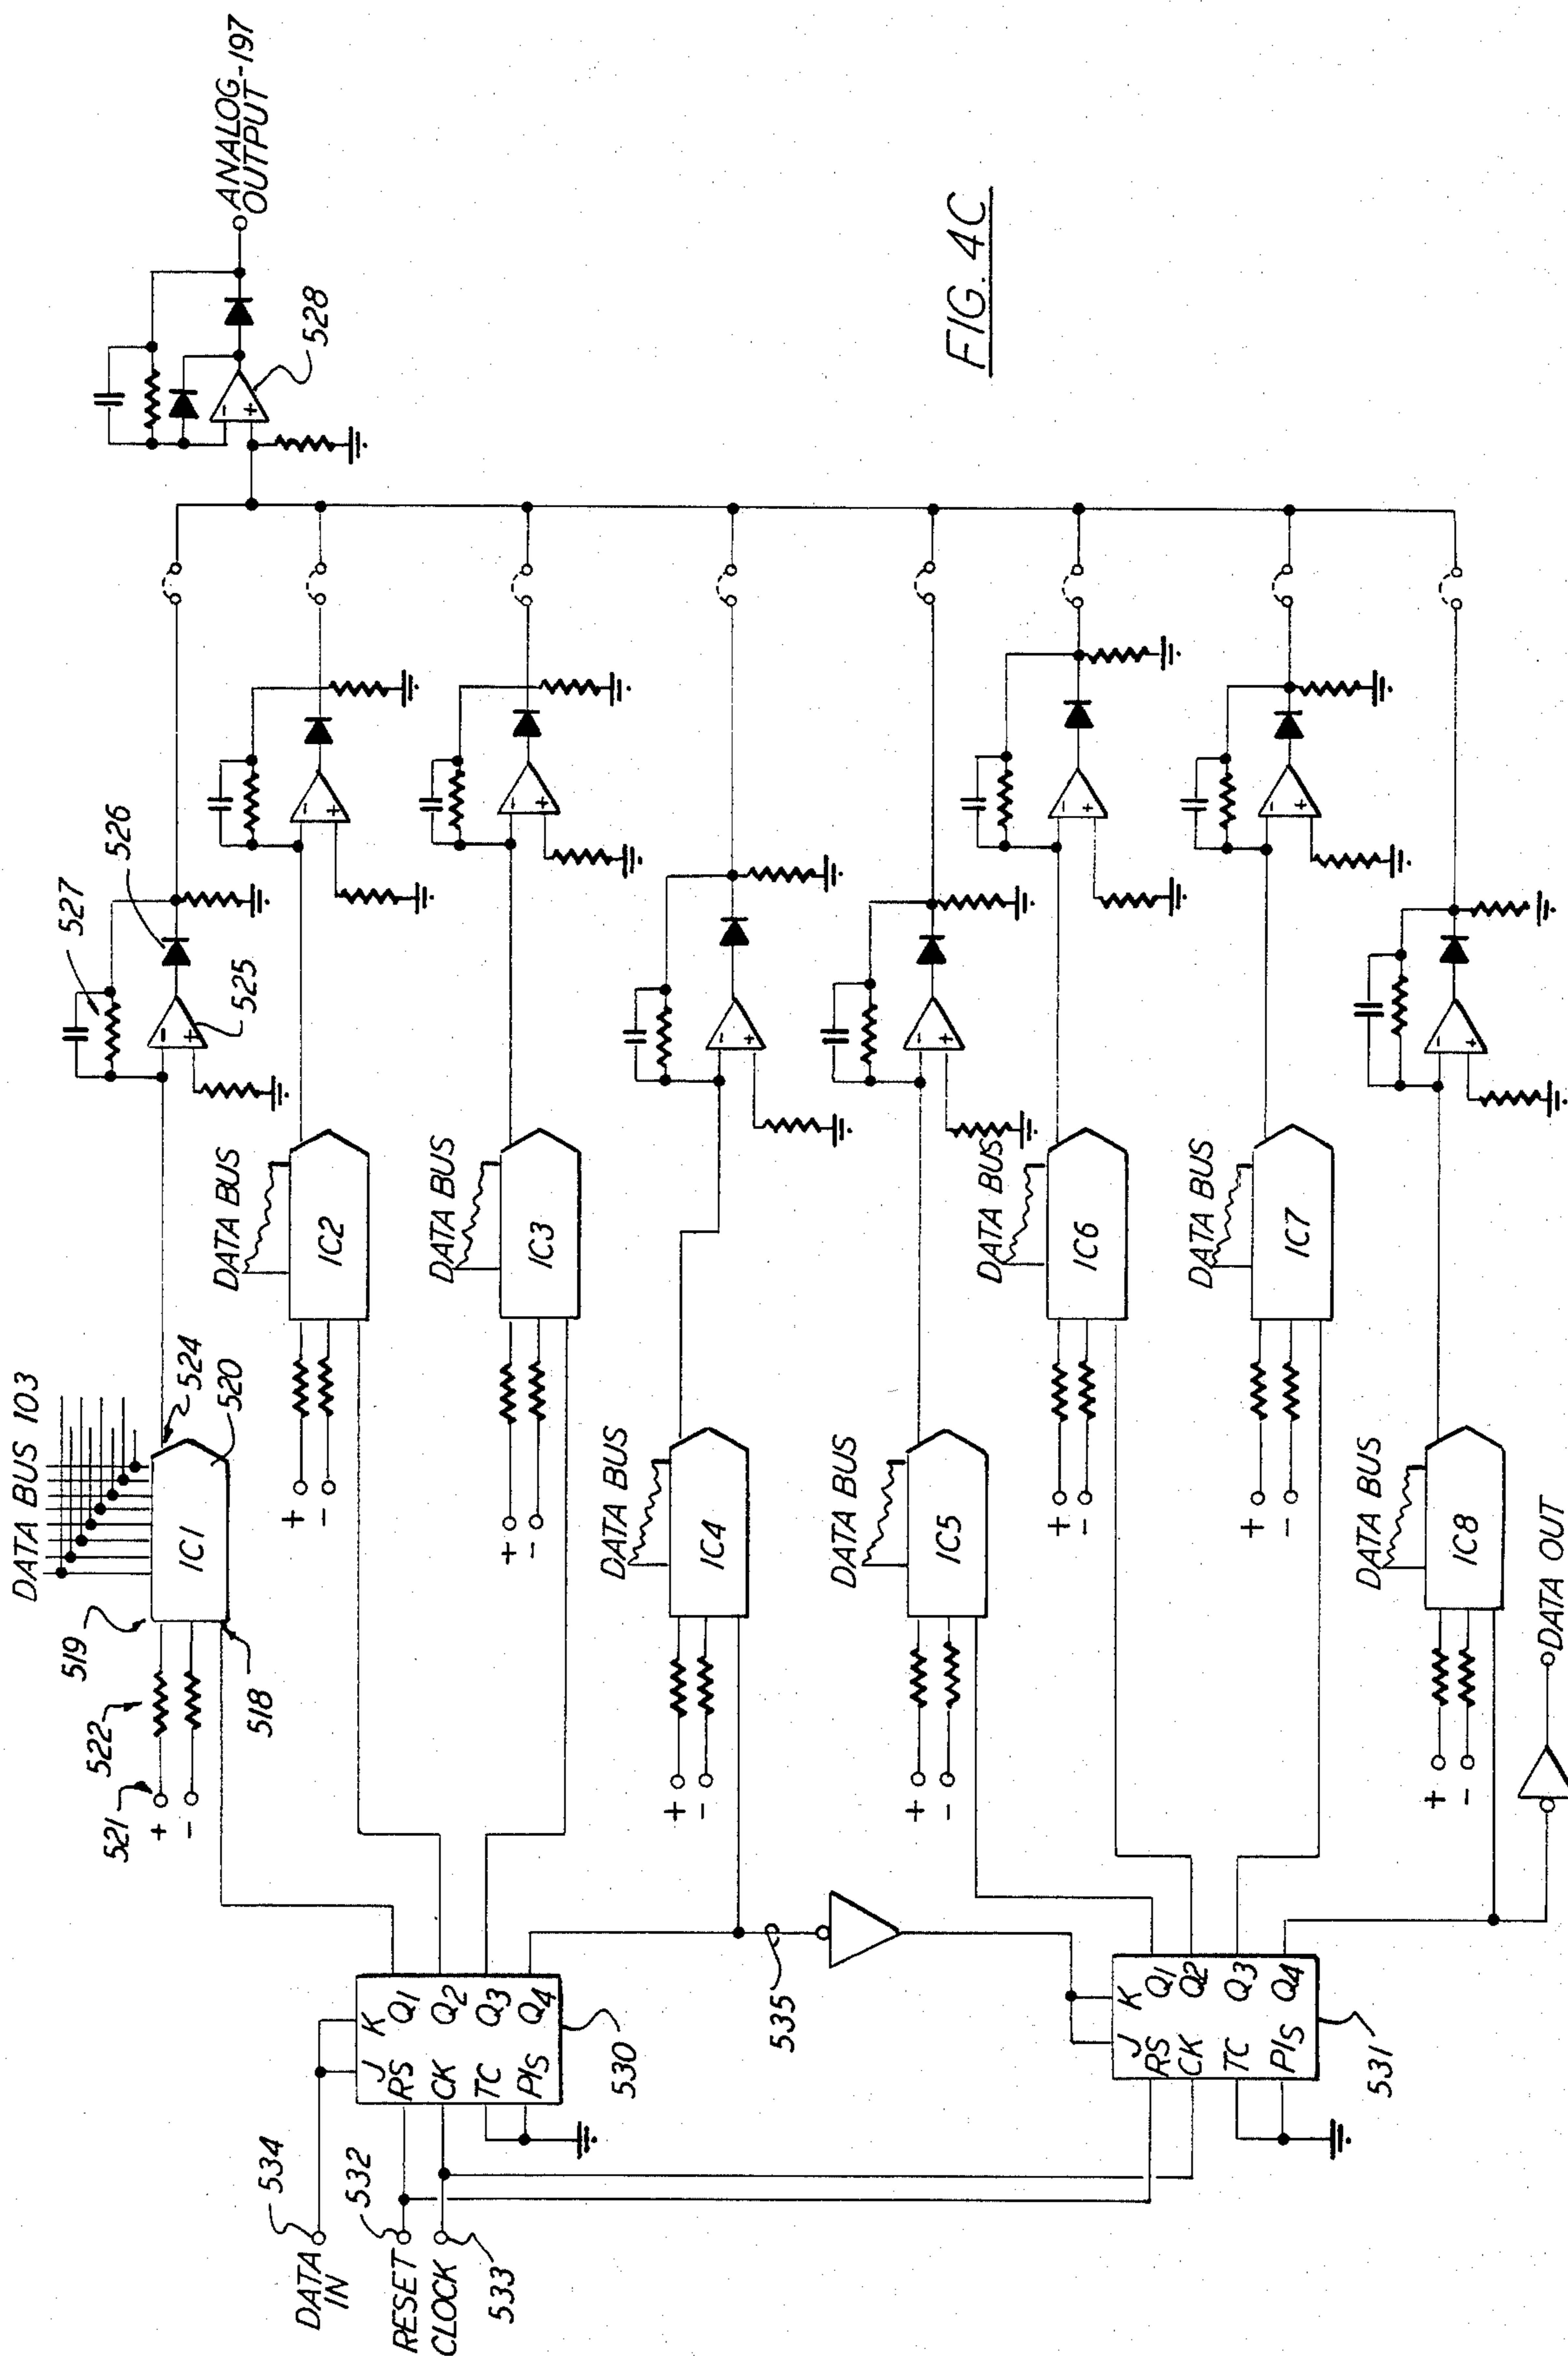 DATA BUS 103
519
522
521
+
-
IC1
518
524
520
527
526
525
528
ANALOG
OUTPUT-197
-
+
-
+
DATA BUS
IC2
+
-
-
+
DATA BUS
IC3
+
-
-
+
DATA BUS
IC4
+
-
-
+
DATA BUS
IC5
+
-
-
+
DATA BUS
IC6
+
-
-
+
DATA BUS
IC7
+
-
-
+
DATA BUS
IC8
+
-
-
+
DATA OUT
534
DATA
IN
532
RESET
CLOCK
533
J K
RS Q1
CK Q2
TC Q3
PIS Q4
530
535
J K
RS Q1
CK Q2
TC Q3
PIS Q4
531
FIG. 4C